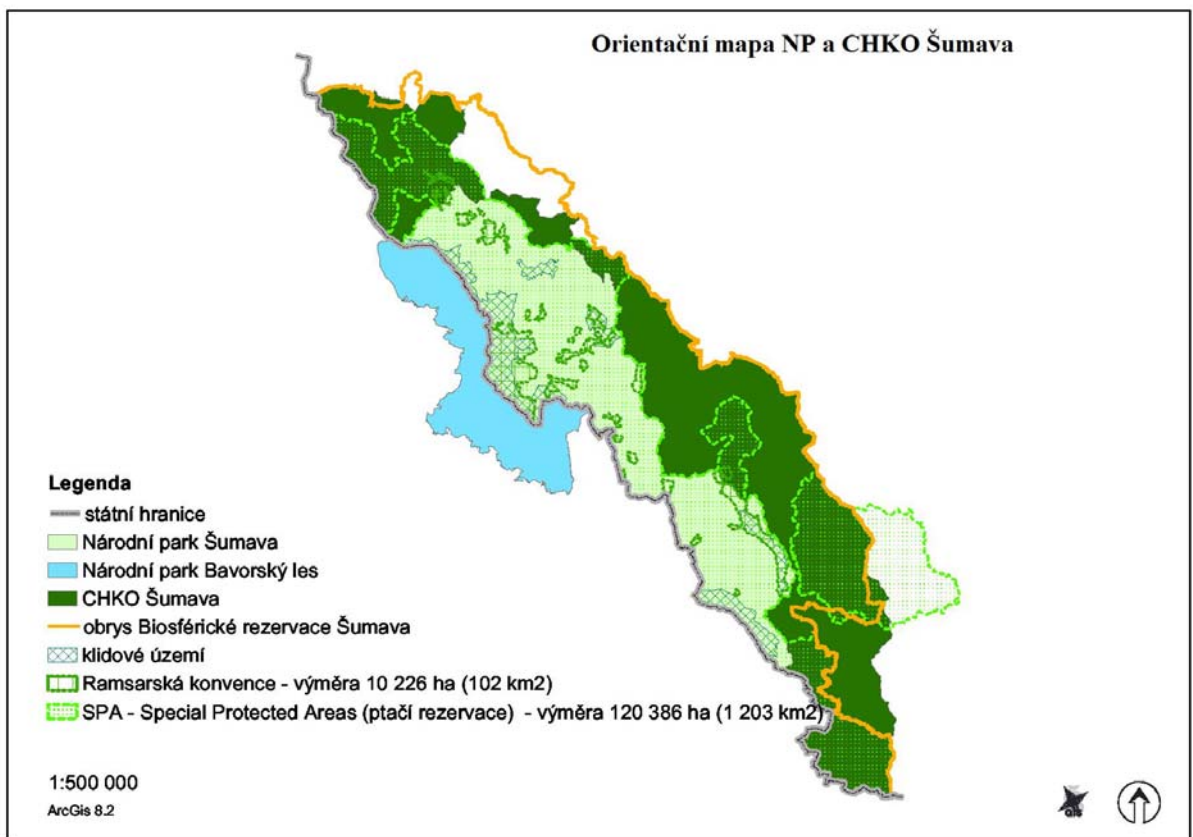 Orientační mapa NP a CHKO Šumava
Legenda
státní hranice
Národní park Šumava
Národní park Bavorský les
CHKO Šumava
obrys Biosférické rezervace Šumava
klidové území
Ramsarská konvence - výměra 10 226 ha (102 km2)
SPA - Special Protected Areas (ptačí rezervace) - výměra 120 386 ha (1 203 km2)
1:500 000
ArcGis 8.2
GIS